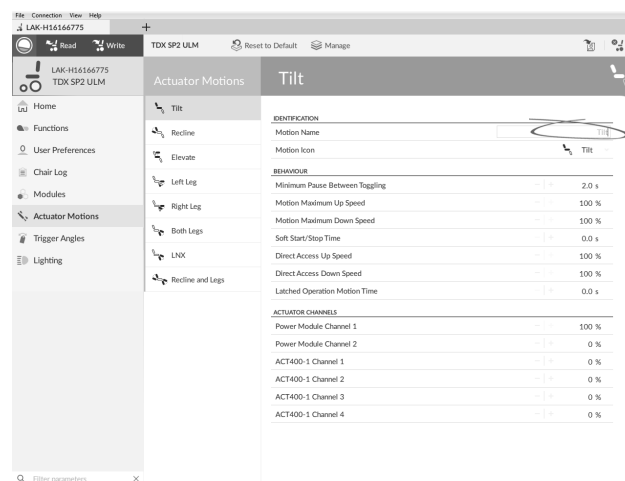 File Connection View Help
LAK-H16166775 +
Read Write TDX SP2 ULM Reset to Default Manage
LAK-H16166775
TDX SP2 ULM
Actuator Motions
Tilt
Home
Functions
User Preferences
Chair Log
Modules
Actuator Motions
Trigger Angles
Lighting
Filter parameters ×
Tilt
Recline
Elevate
Left Leg
Right Leg
Both Legs
LNX
Recline and Legs
IDENTIFICATION
Motion Name Tilt
Motion Icon Tilt
BEHAVIOUR
Minimum Pause Between Toggling − + 2.0 s
Motion Maximum Up Speed − 100 %
Motion Maximum Down Speed − 100 %
Soft Start/Stop Time + 0.0 s
Direct Access Up Speed − 100 %
Direct Access Down Speed − 100 %
Latched Operation Motion Time + 0.0 s
ACTUATOR CHANNELS
Power Module Channel 1 − 100 %
Power Module Channel 2 − + 0 %
ACT400-1 Channel 1 − + 0 %
ACT400-1 Channel 2 − + 0 %
ACT400-1 Channel 3 − + 0 %
ACT400-1 Channel 4 − + 0 %